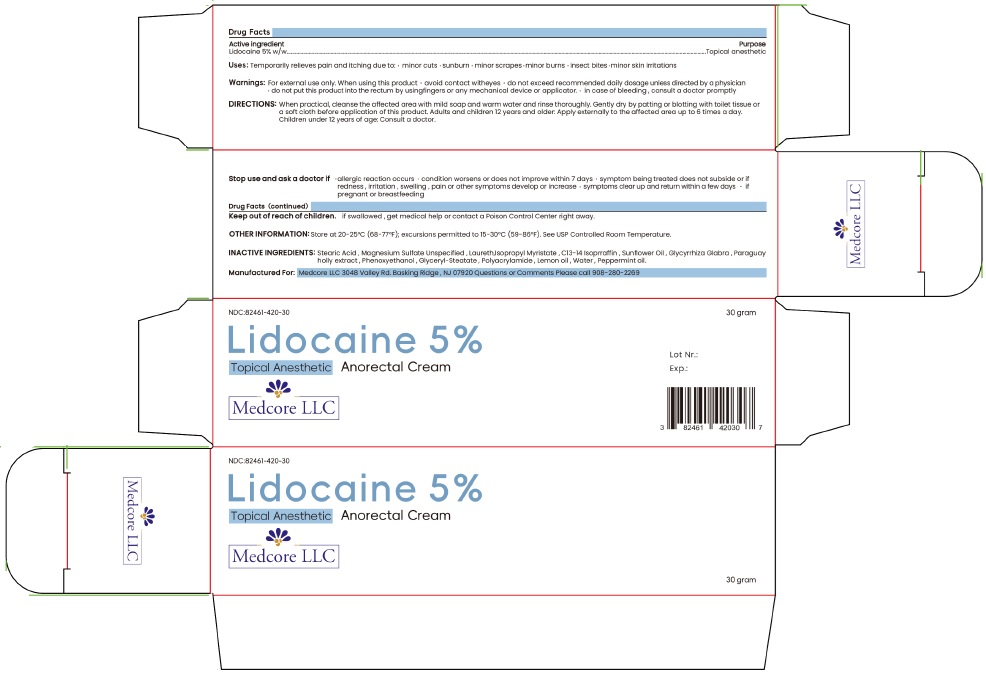 Drug Facts
Active ingredient Purpose
Lidocaine 5% w/w Topical anesthetic
Uses: Temporarily relieves pain and itching due to: · minor cuts ·sunburn ·minor scrapes·minor burns ·insect bites·minor skin irritations
Warnings: For external use only. When using this product · avoid contact witheyes · do not exceed recommended daily dosage unless directed by a physician
· do not put this product into the rectum by usingfingers or any mechanical device or applicator. · in case of bleeding , consult a doctor promptly
DIRECTIONS: When practical, cleanse the affected area with mild soap and warm water and rinse thoroughly. Gently dry by patting or blotting with toilet tissue or
a soft cloth before application of this product. Adults and children 12 years and older: Apply externally to the affected area up to 6 times a day.
Children under 12 years of age: Consult a doctor.
Stop use and ask a doctor if ·allergic reaction occurs · condition worsens or does not improve within 7 days · symptom being treated does not subside or if
redness , irritation , swelling , pain or other symptoms develop or increase · symptoms clear up and return within a few days · if
pregnant or breastfeeding
Drug Facts (continued)
Keep out of reach of children. if swallowed , get medical help or contact a Poison Control Center right away.
OTHER INFORMATION: Store at 20-25°C (68-77°F); excursions permitted to 15-30°C (59-86°F). See USP Controlled Room Temperature.
INACTIVE INGREDIENTS: Stearic Acid , Magnesium Sulfate Unspecified , Laureth,Isopropyl Myristate , C13-14 Isopraffin , Sunflower Oil , Glycyrrhiza Glabra , Paraguay
holly extract , Phenoxyethanol , Glyceryl-Steatate , Polyacrylamide , Lemon oil , Water , Peppermint oil.
Manufactured For: Medcore LLC 3048 Valley Rd. Basking Ridge , NJ 07920 Questions or Comments Please call 908-280-2269
Medcore LLC
NDC:82461-420-30 30 gram
Lidocaine 5%
Topical Anesthetic Anorectal Cream
Medcore LLC
Lot Nr.:
Exp.:
3 82461 42030 7
Medcore LLC
NDC:82461-420-30
Lidocaine 5%
Topical Anesthetic Anorectal Cream
Medcore LLC
30 gram